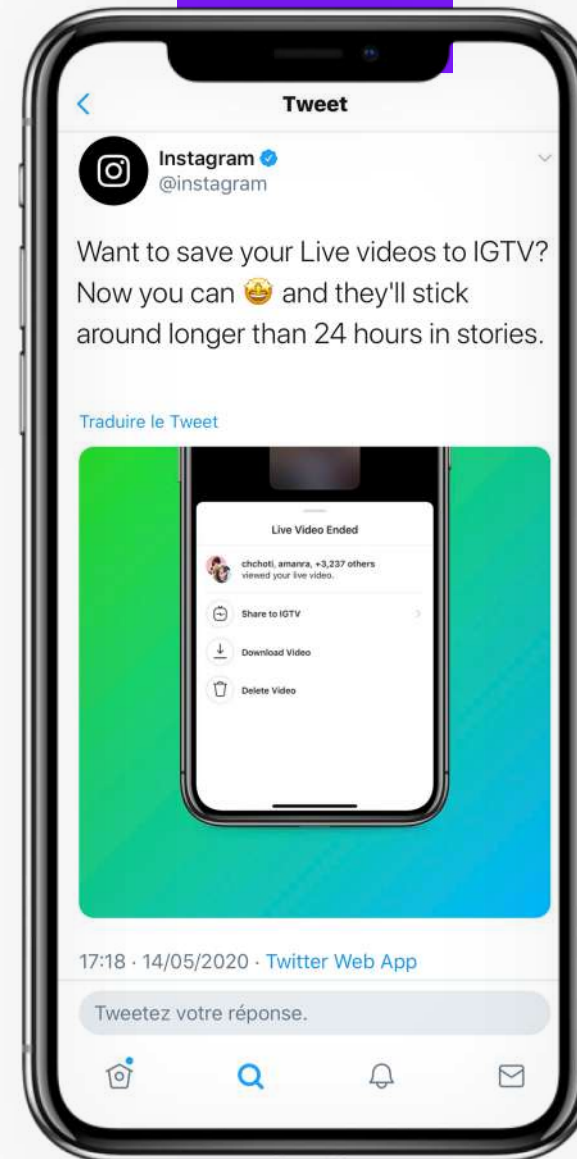 Tweet
Instagram
@instagram
Want to save your Live videos to IGTV?
Now you can 🤩 and they'll stick
around longer than 24 hours in stories.
Traduire le Tweet
Live Video Ended
chchoti, amanra, +3,237 others
viewed your live video.
Share to IGTV
Download Video
Delete Video
17:18 · 14/05/2020 · Twitter Web App
Tweetez votre réponse.